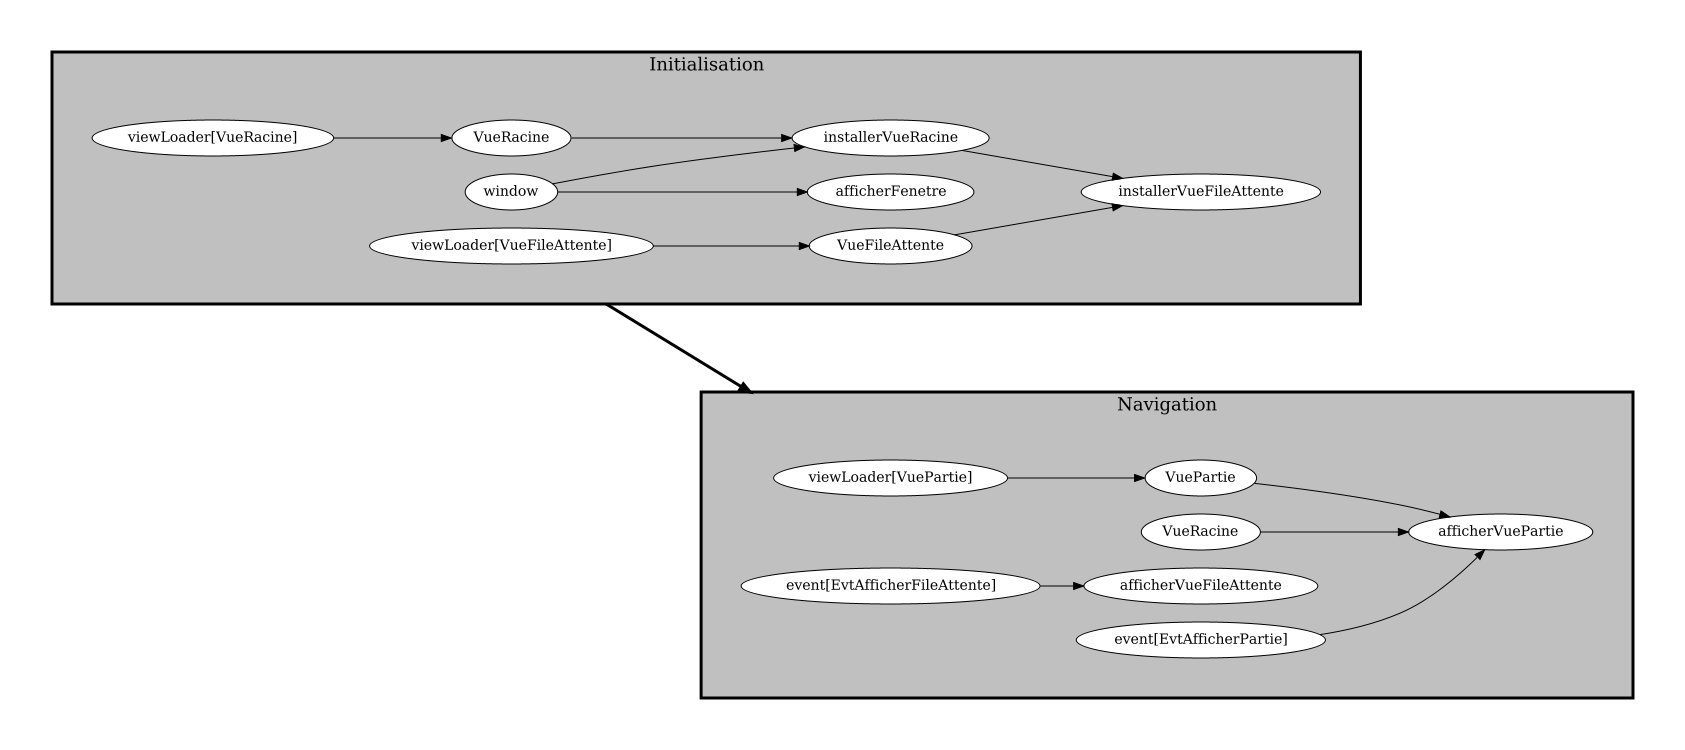 Initialisation
viewLoader[VueRacine]
VueRacine
installerVueRacine
window
afficherFenetre
installerVueFileAttente
viewLoader[VueFileAttente]
VueFileAttente
Navigation
viewLoader[VuePartie]
VuePartie
VueRacine
afficherVuePartie
event[EvtAfficherFileAttente]
afficherVueFileAttente
event[EvtAfficherPartie]